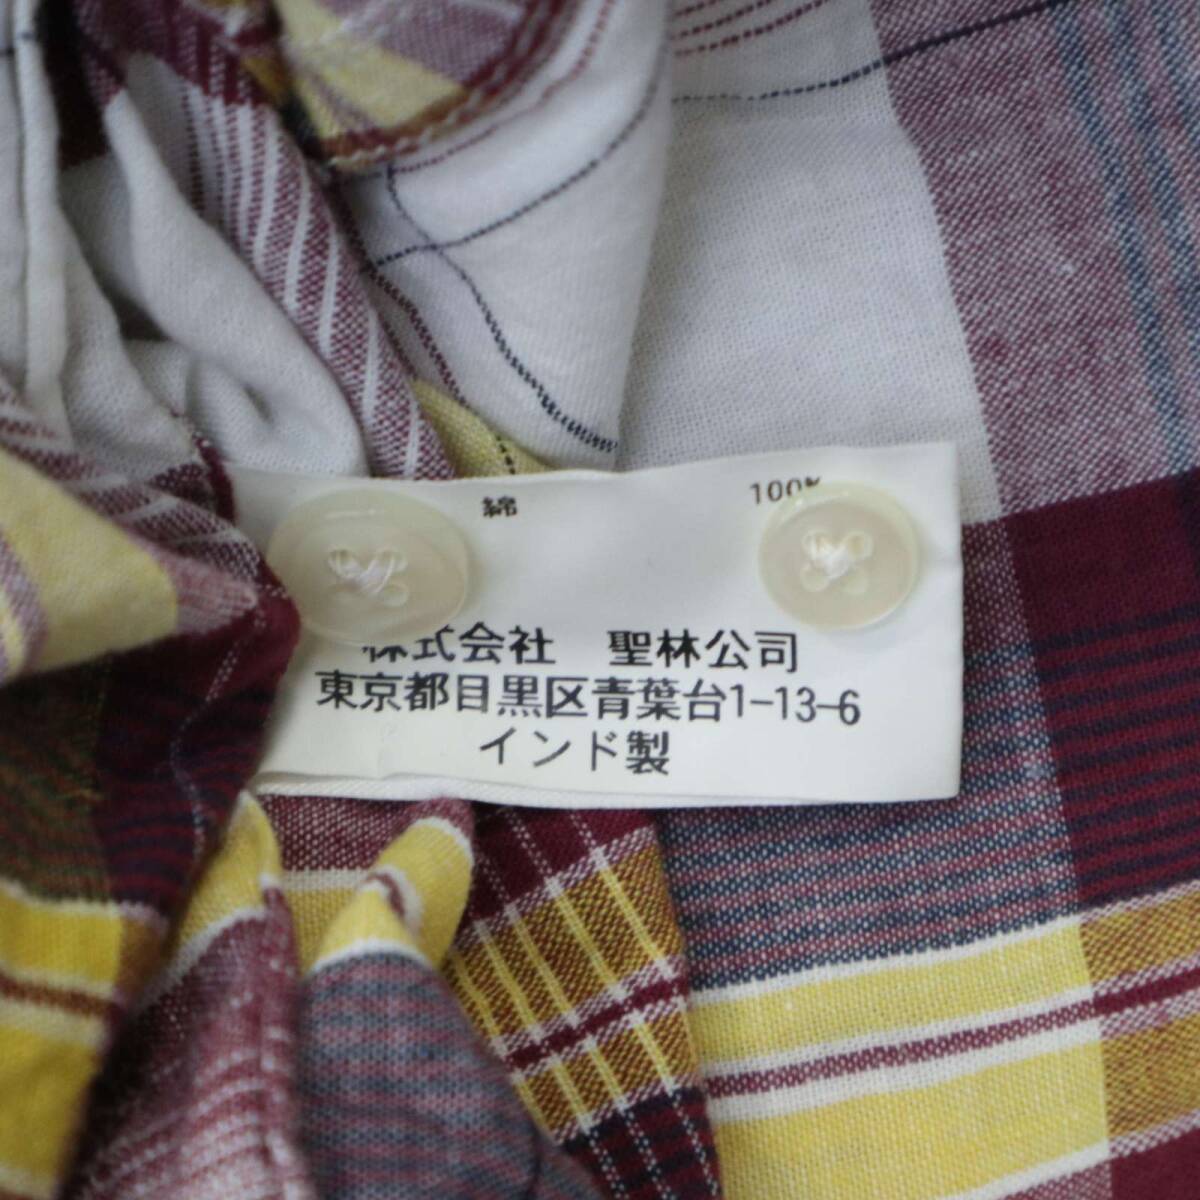 綿 100%
株式会社 聖林公司
東京都目黒区青葉台1-13-6
インド製